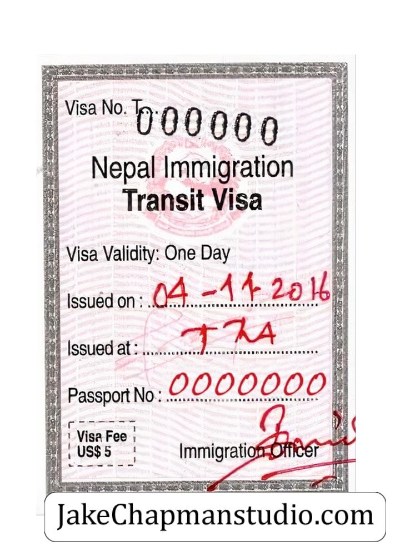 Visa No. T...000000
Nepal Immigration
Transit Visa
Visa Validity: One Day
Issued on : 04-11-2016
Issued at : TIA
Passport No : 0000000
Visa Fee
US$ 5
Immigration Officer
JakeChapmanstudio.com